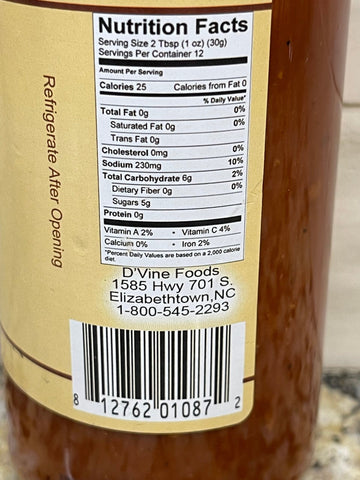 Nutrition Facts
Serving Size 2 Tbsp (1 oz) (30g)
Servings Per Container 12
Amount Per Serving
Calories 25 Calories from Fat 0
% Daily Value*
Total Fat 0g 0%
Saturated Fat 0g 0%
Trans Fat 0g
Cholesterol 0mg 0%
Sodium 230mg 10%
Total Carbohydrate 6g 2%
Dietary Fiber 0g 0%
Sugars 5g
Protein 0g
Vitamin A 2% • Vitamin C 4%
Calcium 0% • Iron 2%
*Percent Daily Values are based on a 2,000 calorie
diet.
D'Vine Foods
1585 Hwy 701 S.
Elizabethtown,NC
1-800-545-2293
8 12762 01087 2
Refrigerate After Opening